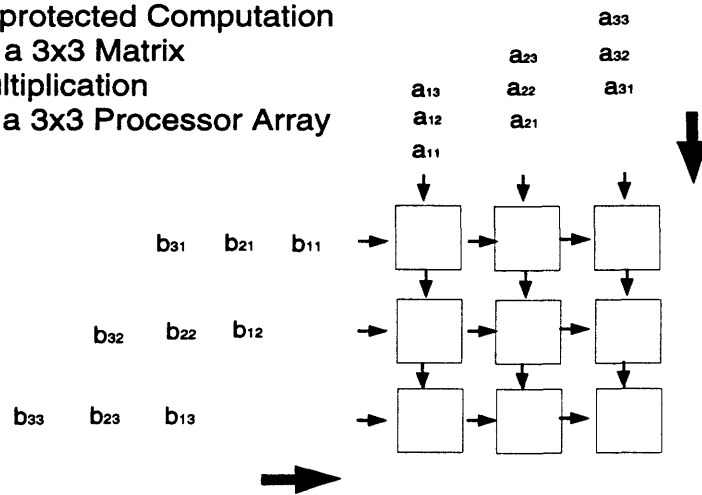 protected Computation
a 3x3 Matrix
ltiplication
a 3x3 Processor Array
a33
a23 a32
a13 a22 a31
a12 a21
a11
b31 b21 b11
b32 b22 b12
b33 b23 b13